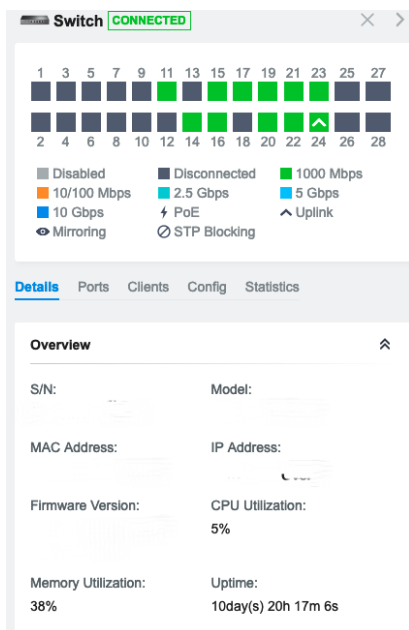 Switch CONNECTED
1 3 5 7 9 11 13 15 17 19 21 23 25 27
2 4 6 8 10 12 14 16 18 20 22 24 26 28
Disabled Disconnected 1000 Mbps
10/100 Mbps 2.5 Gbps 5 Gbps
10 Gbps PoE Uplink
Mirroring STP Blocking
Details Ports Clients Config Statistics
Overview
S/N: Model:
MAC Address: IP Address:
Firmware Version: CPU Utilization:
5%
Memory Utilization: Uptime:
38% 10day(s) 20h 17m 6s